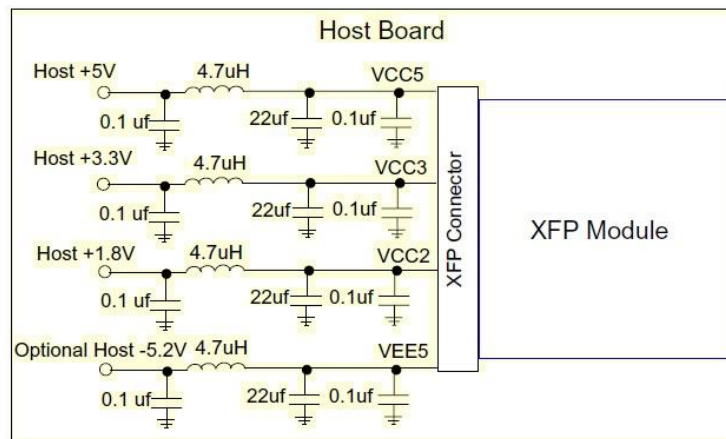 Host Board
Host +5V
4.7uH
VCC5
0.1 uf
22uf
0.1uf
Host +3.3V
4.7uH
VCC3
0.1 uf
22uf
0.1uf
Host +1.8V
4.7uH
VCC2
0.1 uf
22uf
0.1uf
Optional Host -5.2V
4.7uH
VEE5
0.1 uf
22uf
0.1uf
XFP Connector
XFP Module